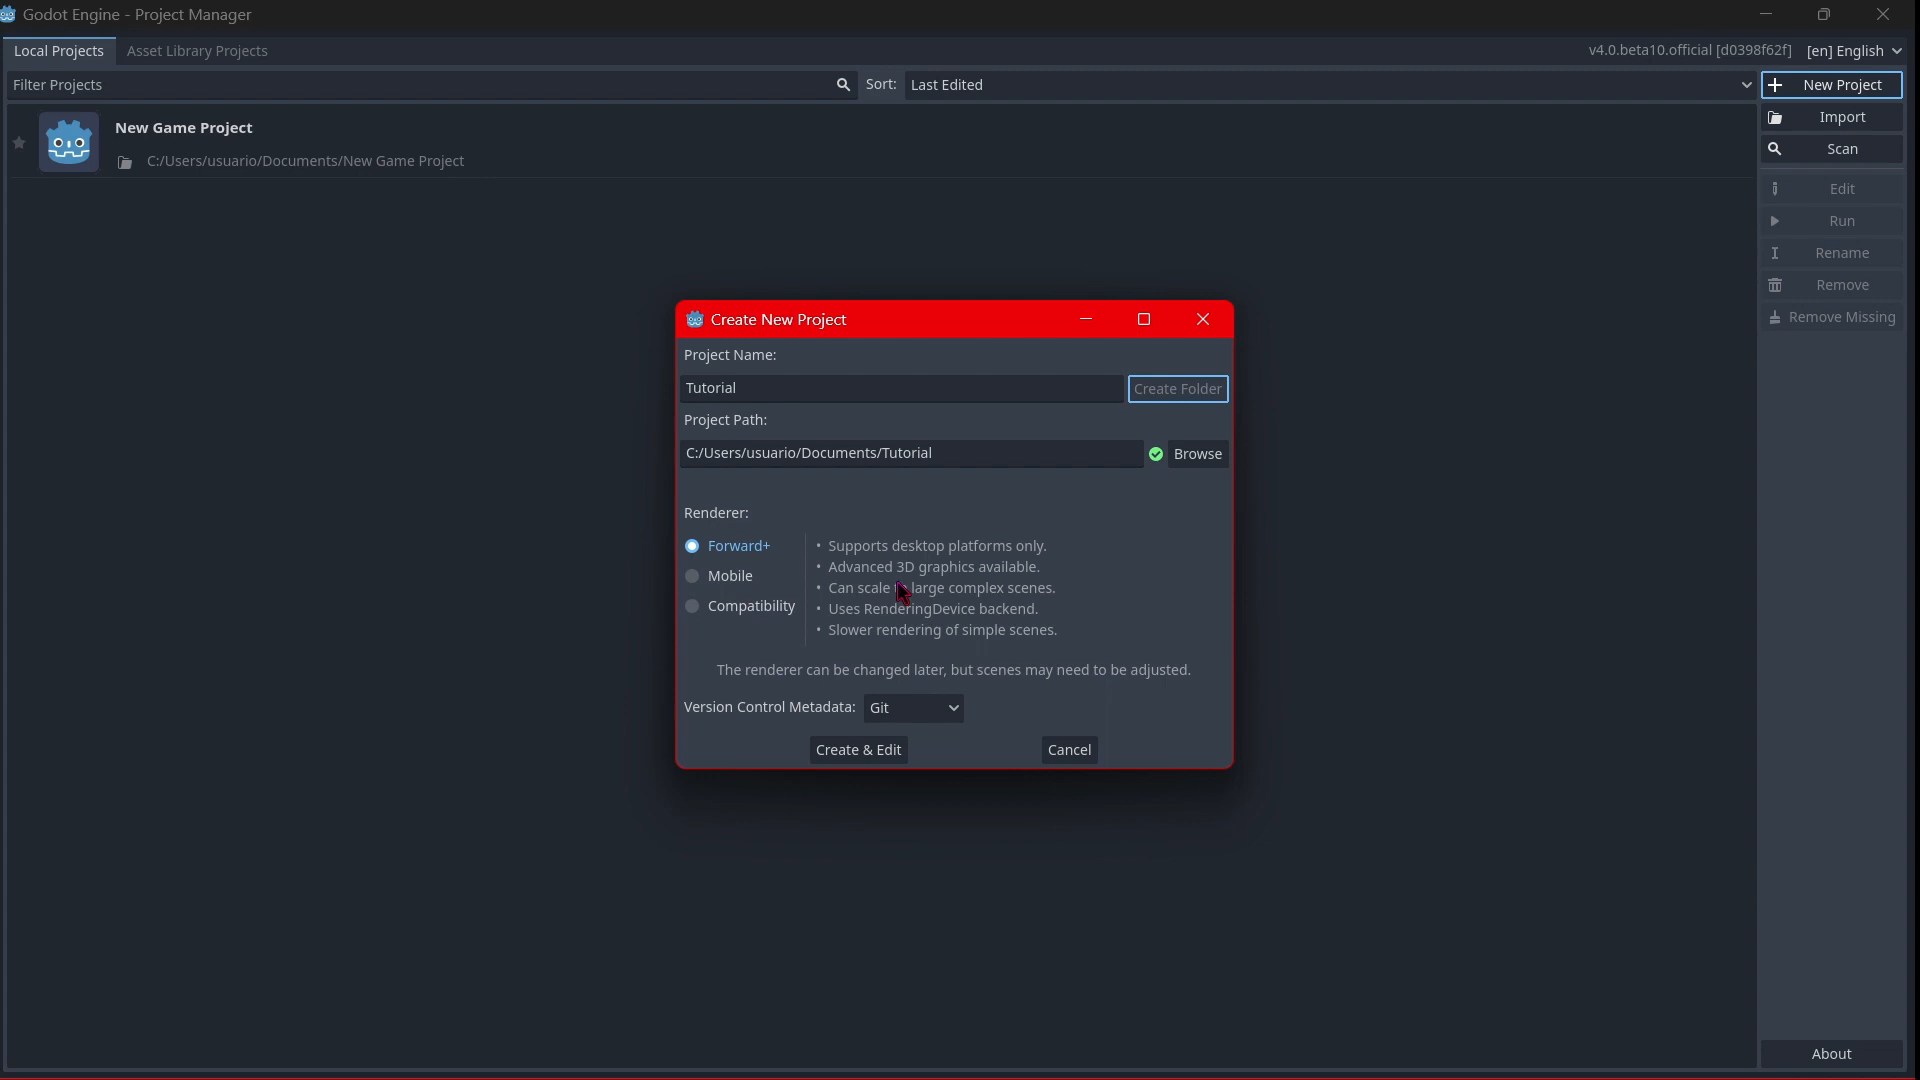 Godot Engine - Project Manager
Local Projects Asset Library Projects v4.0.beta10.official [d0398f62f] [en] English
Filter Projects Sort: Last Edited
New Project
Import
Scan
Edit
Run
Rename
Remove
Remove Missing
New Game Project
C:/Users/usuario/Documents/New Game Project
Create New Project
Project Name:
Tutorial Create Folder
Project Path:
C:/Users/usuario/Documents/Tutorial Browse
Renderer:
Forward+
Mobile
Compatibility
• Supports desktop platforms only.
• Advanced 3D graphics available.
• Can scale to large complex scenes.
• Uses RenderingDevice backend.
• Slower rendering of simple scenes.
The renderer can be changed later, but scenes may need to be adjusted.
Version Control Metadata: Git
Create & Edit Cancel
About